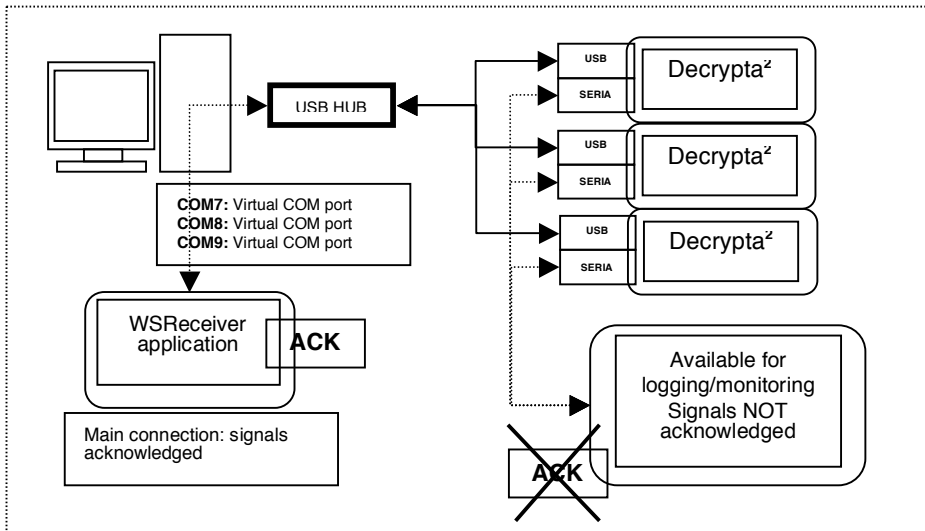 USB HUB
USB
SERIA
Decrypta²
USB
SERIA
Decrypta²
USB
SERIA
Decrypta²
COM7: Virtual COM port
COM8: Virtual COM port
COM9: Virtual COM port
WSReceiver
application
ACK
Main connection: signals
acknowledged
Available for
logging/monitoring
Signals NOT
acknowledged
ACK